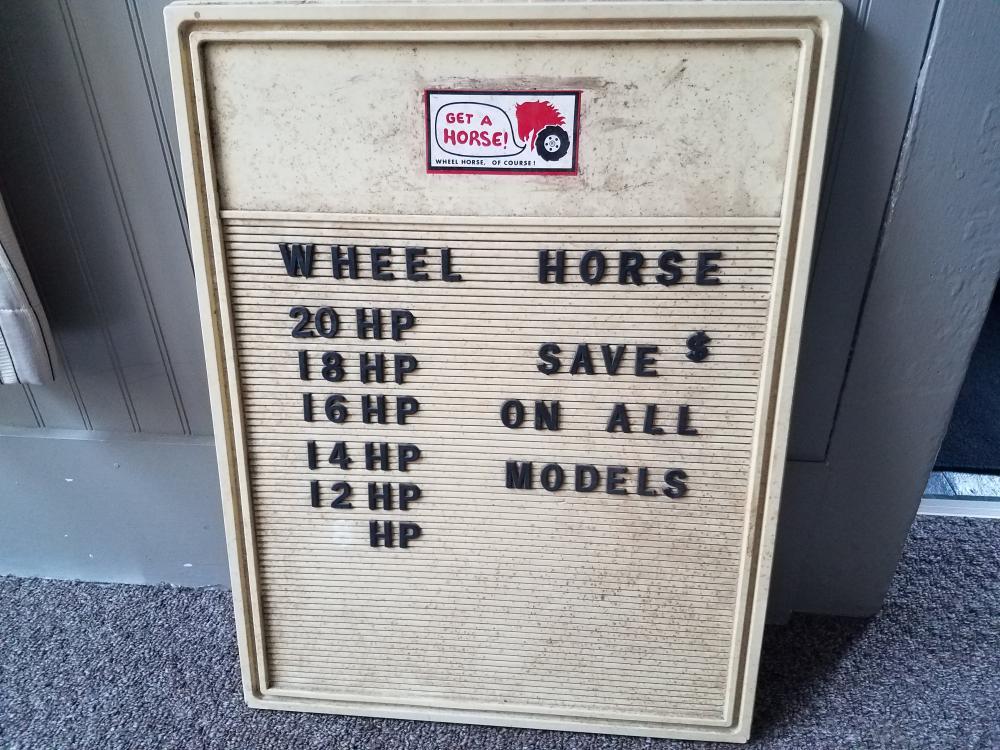 GET A
HORSE!
WHEEL HORSE, OF COURSE!
WHEEL HORSE
20 HP
18 HP
16 HP
14 HP
12 HP
HP
SAVE $
ON ALL
MODELS